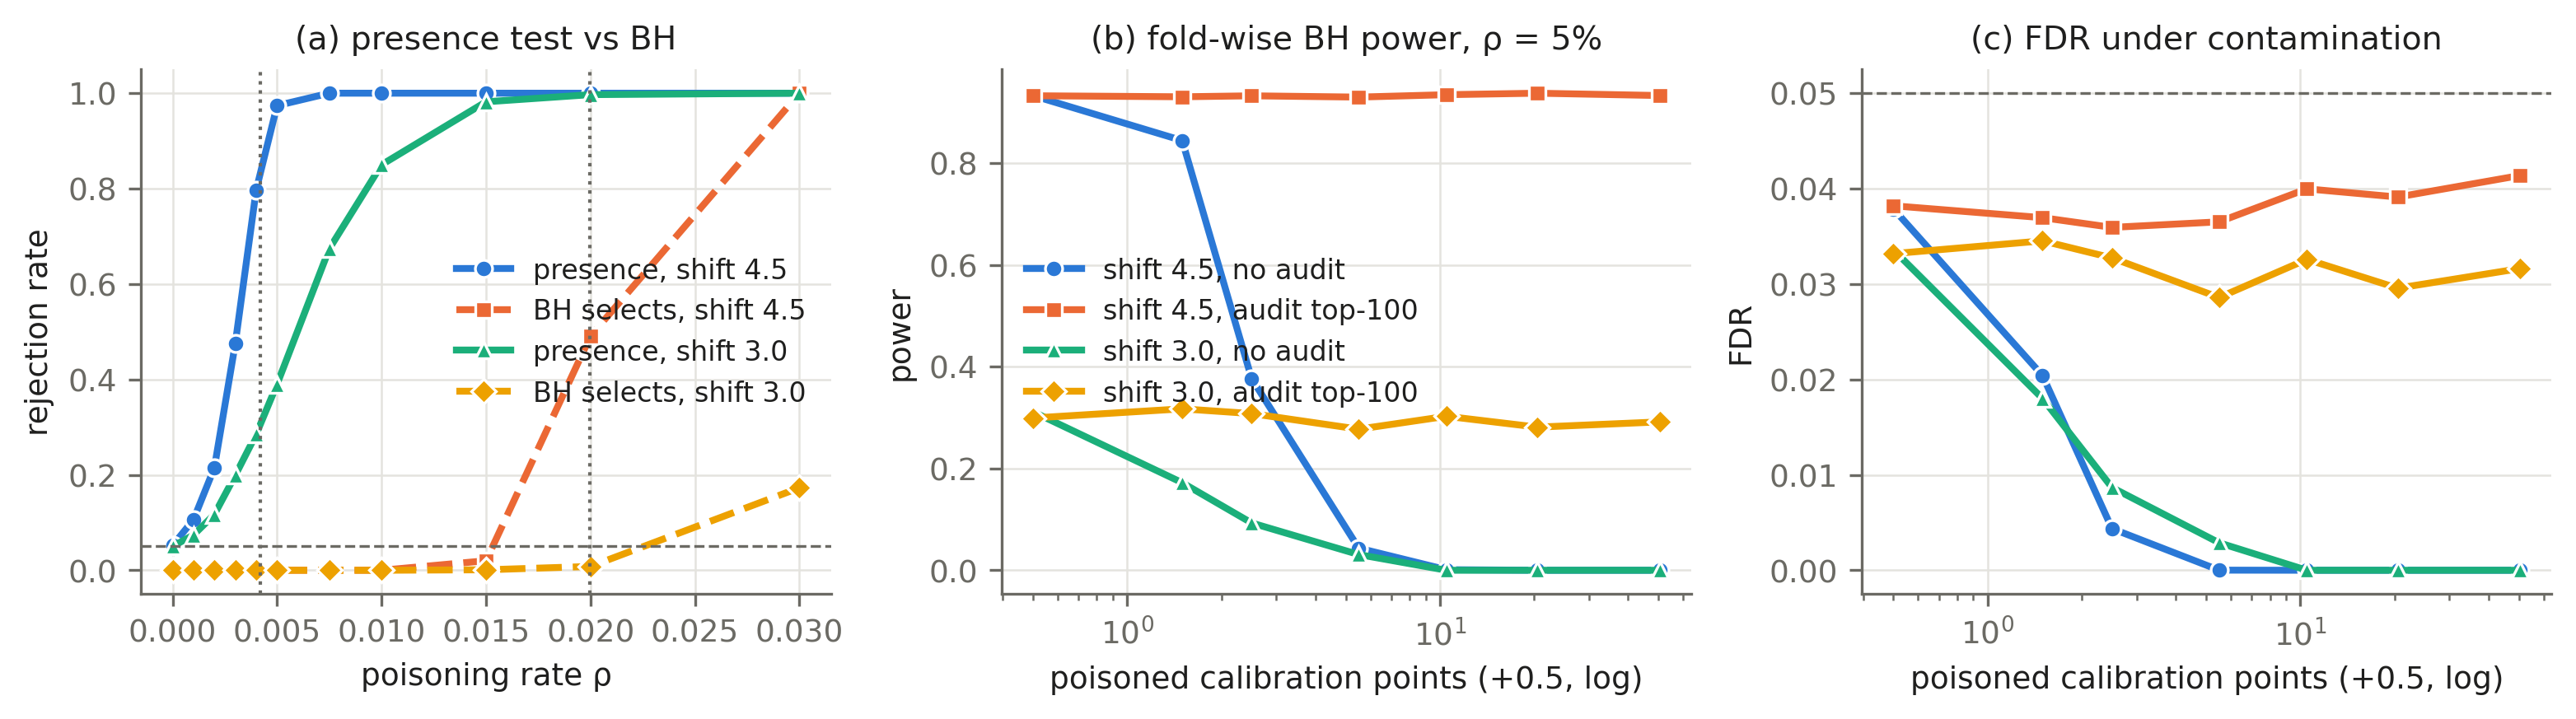 (a) presence test vs BH
rejection rate
1.0
0.8
0.6
0.4
0.2
0.0
presence, shift 4.5
BH selects, shift 4.5
presence, shift 3.0
BH selects, shift 3.0
0.000 0.005 0.010 0.015 0.020 0.025 0.030
poisoning rate ρ
(b) fold-wise BH power, ρ = 5%
power
0.8
0.6
0.4
0.2
0.0
shift 4.5, no audit
shift 4.5, audit top-100
shift 3.0, no audit
shift 3.0, audit top-100
10⁰ 10¹
poisoned calibration points (+0.5, log)
(c) FDR under contamination
FDR
0.05
0.04
0.03
0.02
0.01
0.00
10⁰ 10¹
poisoned calibration points (+0.5, log)